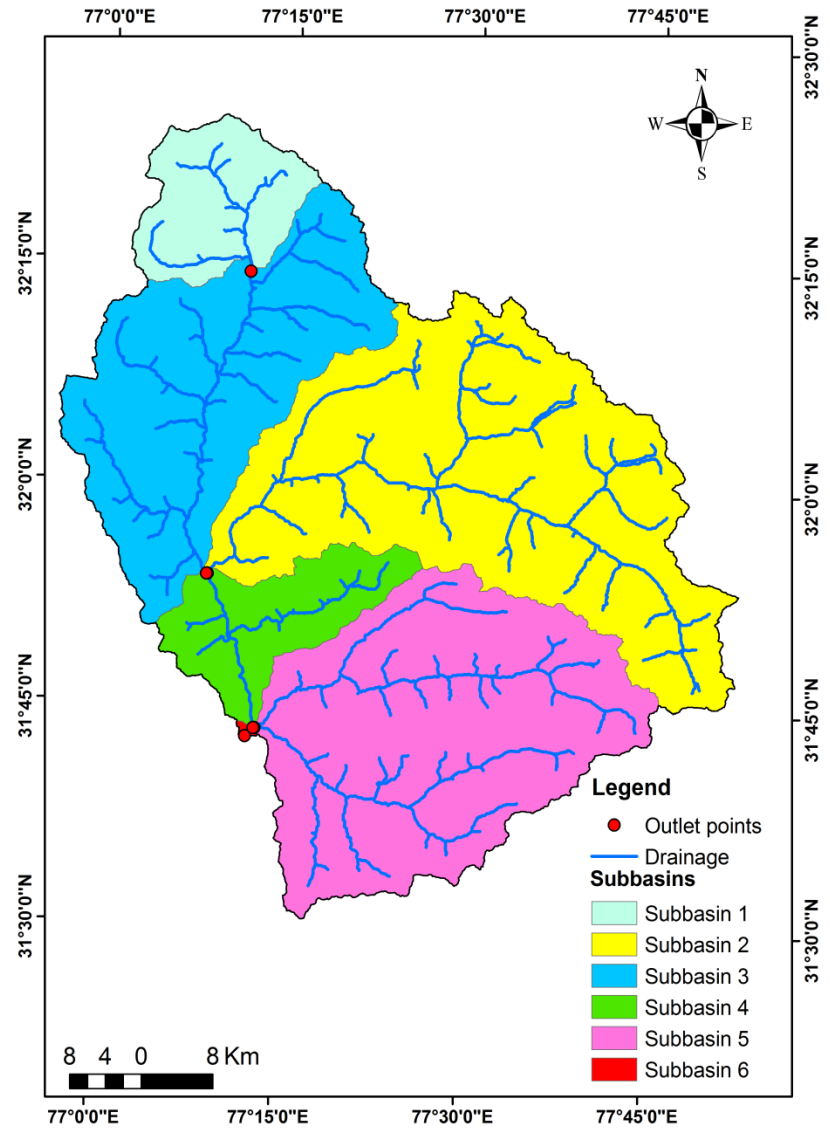 77°0'0"E 77°15'0"E 77°30'0"E 77°45'0"E
32°30'0"N
N
W E
S
32°15'0"N
32°15'0"N
32°0'0"N
32°0'0"N
31°45'0"N
31°45'0"N
31°30'0"N
31°30'0"N
Legend
Outlet points
Drainage
Subbasins
Subbasin 1
Subbasin 2
Subbasin 3
Subbasin 4
Subbasin 5
Subbasin 6
8 4 0 8 Km
77°0'0"E 77°15'0"E 77°30'0"E 77°45'0"E